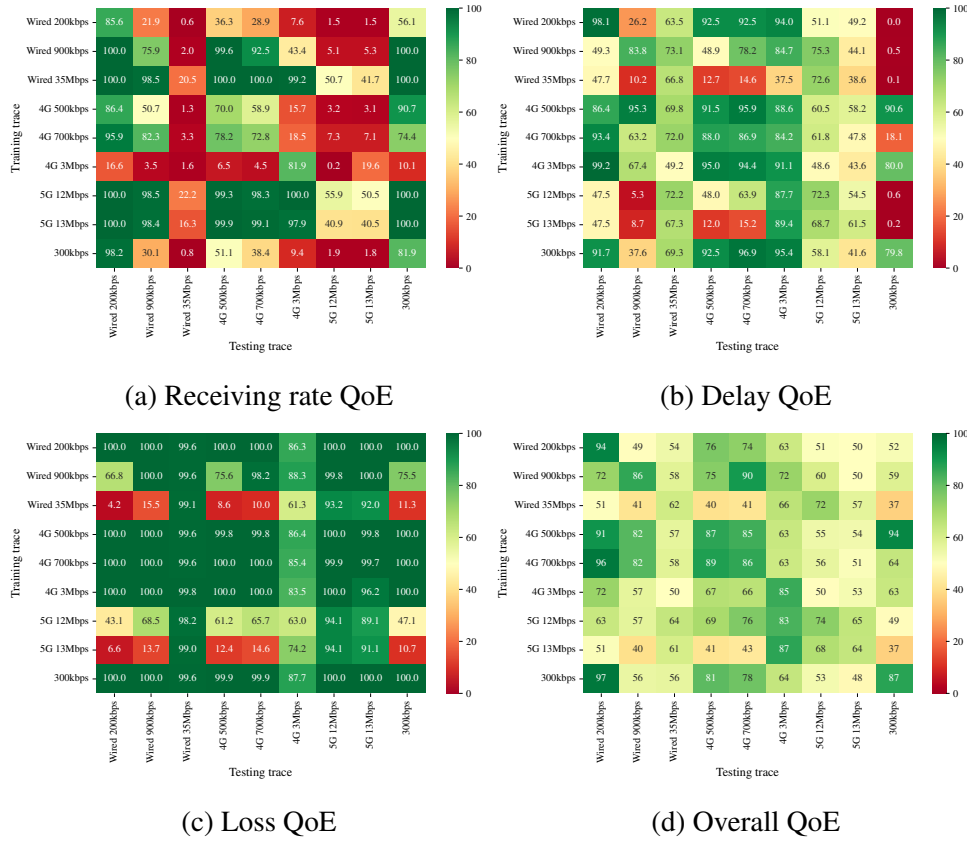 Wired 200kbps 85.6 21.9 0.6 36.3 28.9 7.6 1.5 1.5 56.1
Wired 900kbps 100.0 75.9 2.0 99.6 92.5 43.4 5.1 5.3 100.0
Wired 35Mbps 100.0 98.5 20.5 100.0 100.0 99.2 50.7 41.7 100.0
4G 500kbps 86.4 50.7 1.3 70.0 58.9 15.7 3.2 3.1 90.7
4G 700kbps 95.9 82.3 3.3 78.2 72.8 18.5 7.3 7.1 74.4
4G 3Mbps 16.6 3.5 1.6 6.5 4.5 81.9 0.2 19.6 10.1
5G 12Mbps 100.0 98.5 22.2 99.3 98.3 100.0 55.9 50.5 100.0
5G 13Mbps 100.0 98.4 16.3 99.9 99.1 97.9 40.9 40.5 100.0
300kbps 98.2 30.1 0.8 51.1 38.4 9.4 1.9 1.8 81.9
Training trace
Wired 200kbps Wired 900kbps Wired 35Mbps 4G 500kbps 4G 700kbps 4G 3Mbps 5G 12Mbps 5G 13Mbps 300kbps
Testing trace
100
80
60
40
20
0
(a) Receiving rate QoE
Wired 200kbps 98.1 26.2 63.5 92.5 92.5 94.0 51.1 49.2 0.0
Wired 900kbps 49.3 83.8 73.1 48.9 78.2 84.7 75.3 44.1 0.5
Wired 35Mbps 47.7 10.2 66.8 12.7 14.6 37.5 72.6 38.6 0.1
4G 500kbps 86.4 95.3 69.8 91.5 95.9 88.6 60.5 58.2 90.6
4G 700kbps 93.4 63.2 72.0 88.0 86.9 84.2 61.8 47.8 18.1
4G 3Mbps 99.2 67.4 49.2 95.0 94.4 91.1 48.6 43.6 80.0
5G 12Mbps 47.5 5.3 72.2 48.0 63.9 87.7 72.3 54.5 0.6
5G 13Mbps 47.5 8.7 67.3 12.0 15.2 89.4 68.7 61.5 0.2
300kbps 91.7 37.6 69.3 92.5 96.9 95.4 58.1 41.6 79.8
Training trace
Wired 200kbps Wired 900kbps Wired 35Mbps 4G 500kbps 4G 700kbps 4G 3Mbps 5G 12Mbps 5G 13Mbps 300kbps
Testing trace
100
80
60
40
20
0
(b) Delay QoE
Wired 200kbps 100.0 100.0 99.6 100.0 100.0 86.3 100.0 100.0 100.0
Wired 900kbps 66.8 100.0 99.6 75.6 98.2 88.3 99.8 100.0 75.5
Wired 35Mbps 4.2 15.5 99.1 8.6 10.0 61.3 93.2 92.0 11.3
4G 500kbps 100.0 100.0 99.6 99.8 99.8 86.4 100.0 99.8 100.0
4G 700kbps 100.0 100.0 99.6 100.0 100.0 85.4 99.9 99.7 100.0
4G 3Mbps 100.0 100.0 99.8 100.0 100.0 83.5 100.0 96.2 100.0
5G 12Mbps 43.1 68.5 98.2 61.2 65.7 63.0 94.1 89.1 47.1
5G 13Mbps 6.6 13.7 99.0 12.4 14.6 74.2 94.1 91.1 10.7
300kbps 100.0 100.0 99.6 99.9 99.9 87.7 100.0 100.0 100.0
Training trace
Wired 200kbps Wired 900kbps Wired 35Mbps 4G 500kbps 4G 700kbps 4G 3Mbps 5G 12Mbps 5G 13Mbps 300kbps
Testing trace
100
80
60
40
20
0
(c) Loss QoE
Wired 200kbps 94 49 54 76 74 63 51 50 52
Wired 900kbps 72 86 58 75 90 72 60 50 59
Wired 35Mbps 51 41 62 40 41 66 72 57 37
4G 500kbps 91 82 57 87 85 63 55 54 94
4G 700kbps 96 82 58 89 86 63 56 51 64
4G 3Mbps 72 57 50 67 66 85 50 53 63
5G 12Mbps 63 57 64 69 76 83 74 65 49
5G 13Mbps 51 40 61 41 43 87 68 64 37
300kbps 97 56 56 81 78 64 53 48 87
Training trace
Wired 200kbps Wired 900kbps Wired 35Mbps 4G 500kbps 4G 700kbps 4G 3Mbps 5G 12Mbps 5G 13Mbps 300kbps
Testing trace
100
80
60
40
20
0
(d) Overall QoE